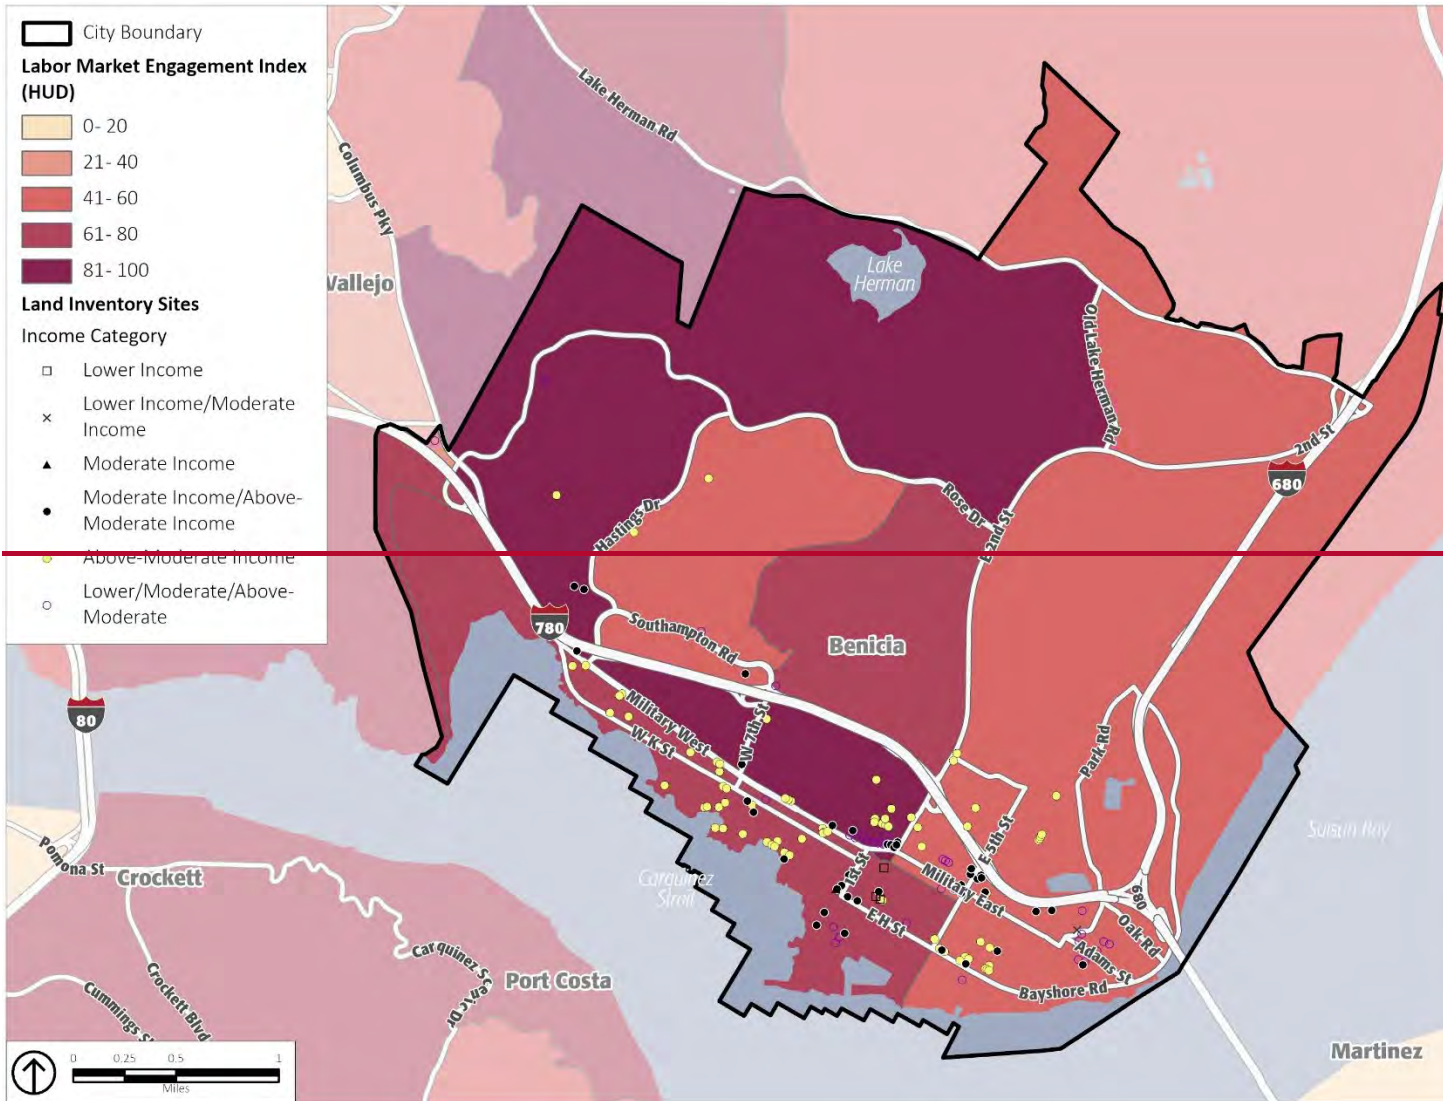 City Boundary
Labor Market Engagement Index
(HUD)
0- 20
21- 40
41- 60
61- 80
81- 100
Land Inventory Sites
Income Category
Lower Income
Lower Income/Moderate
Income
Moderate Income
Moderate Income/Above-
Moderate Income
Above-Moderate Income
Lower/Moderate/Above-
Moderate
Lake Herman Rd
Columbus Pky
Vallejo
Lake
Herman
Old Lake Herman Rd
2nd St
680
Rose Dr
Hastings Dr
E 2nd St
780
Southampton Rd
Benicia
80
Military West
W 7th St
W K St
Park Rd
Suisun Bay
E 5th St
Pomona St
Crockett
Carquinez
Strait
1st St
Military East
680
E H St
Oak Rd
Adams St
Carquinez Scenic Dr
Port Costa
Crockett Blvd
Cummings
Bayshore Rd
Martinez
0 0.25 0.5 1
Miles